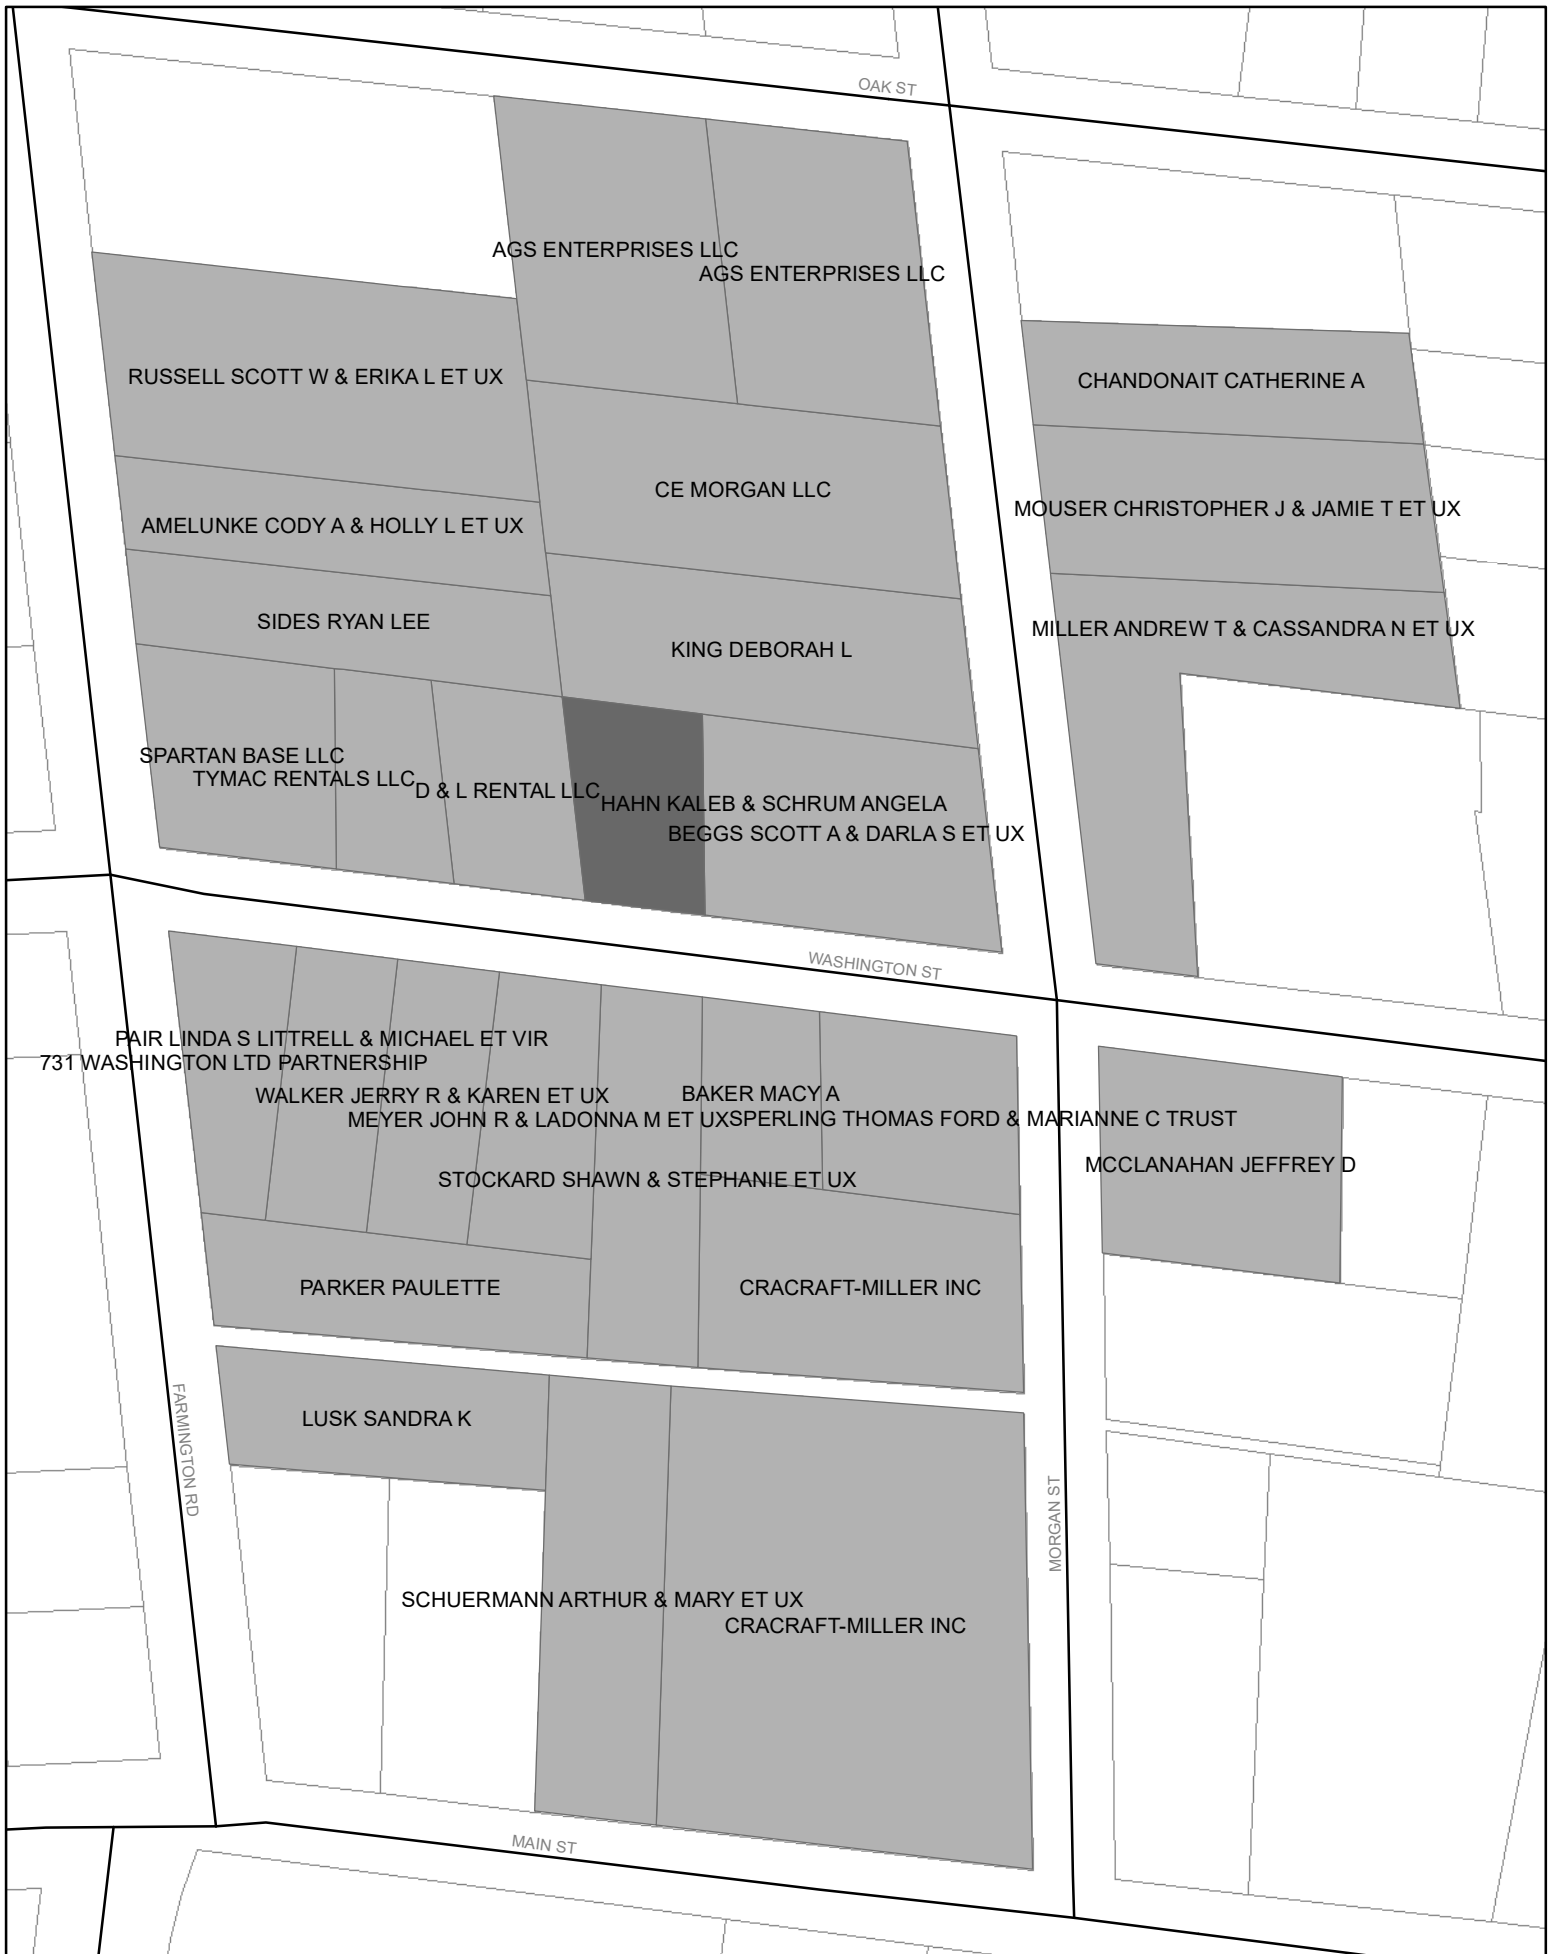 OAK ST
AGS ENTERPRISES LLC
AGS ENTERPRISES LLC
RUSSELL SCOTT W & ERIKA L ET UX
CHANDONAIT CATHERINE A
CE MORGAN LLC
MOUSER CHRISTOPHER J & JAMIE T ET UX
AMELUNKE CODY A & HOLLY L ET UX
SIDES RYAN LEE
MILLER ANDREW T & CASSANDRA N ET UX
KING DEBORAH L
SPARTAN BASE LLC
TYMAC RENTALS LLC
D & L RENTAL LLC
HAHN KALEB & SCHRUM ANGELA
BEGGS SCOTT A & DARLA S ET UX
WASHINGTON ST
PAIR LINDA S LITTRELL & MICHAEL ET VIR
731 WASHINGTON LTD PARTNERSHIP
WALKER JERRY R & KAREN ET UX
BAKER MACY A
MEYER JOHN R & LADONNA M ET UX
SPERLING THOMAS FORD & MARIANNE C TRUST
MCCLANAHAN JEFFREY D
STOCKARD SHAWN & STEPHANIE ET UX
PARKER PAULETTE
CRACRAFT-MILLER INC
LUSK SANDRA K
FARMINGTON RD
MORGAN ST
SCHUERMANN ARTHUR & MARY ET UX
CRACRAFT-MILLER INC
MAIN ST